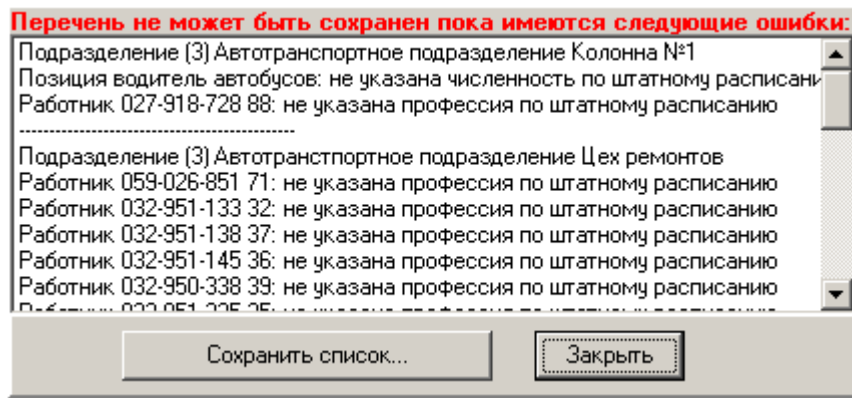 Перечень не может быть сохранен пока имеются следующие ошибки:
Подразделение (3) Автотранспортное подразделение Колонна №1
Позиция водитель автобусов: не указана численность по штатному расписани
Работник 027-918-728 88: не указана профессия по штатному расписанию
----------------------------------------------
Подразделение (3) Автотранстпортное подразделение Цех ремонтов
Работник 059-026-851 71: не указана профессия по штатному расписанию
Работник 032-951-133 32: не указана профессия по штатному расписанию
Работник 032-951-138 37: не указана профессия по штатному расписанию
Работник 032-951-145 36: не указана профессия по штатному расписанию
Работник 032-950-338 39: не указана профессия по штатному расписанию
Сохранить список...
Закрыть